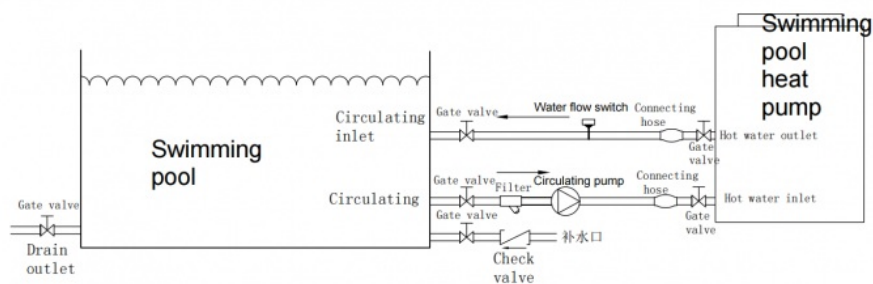 Swimming
pool
heat
pump
Circulating
inlet
Gate valve
Water flow switch
Connecting
hose
Gate
valve
Hot water outlet
Swimming
pool
Circulating
Gate valve
Filter
Circulating pump
Connecting
hose
Gate
valve
Hot water inlet
Gate valve
Gate valve
补水口
Drain
outlet
Check
valve